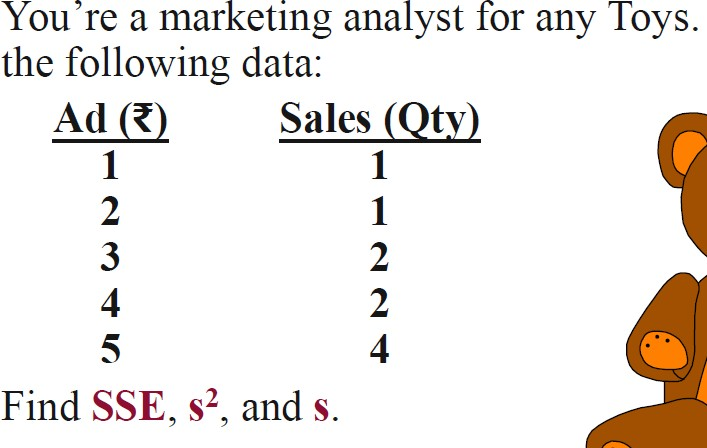 You’re a marketing analyst for any Toys.
the following data:
Ad (₹) Sales (Qty)
1 1
2 1
3 2
4 2
5 4
Find SSE, s², and s.